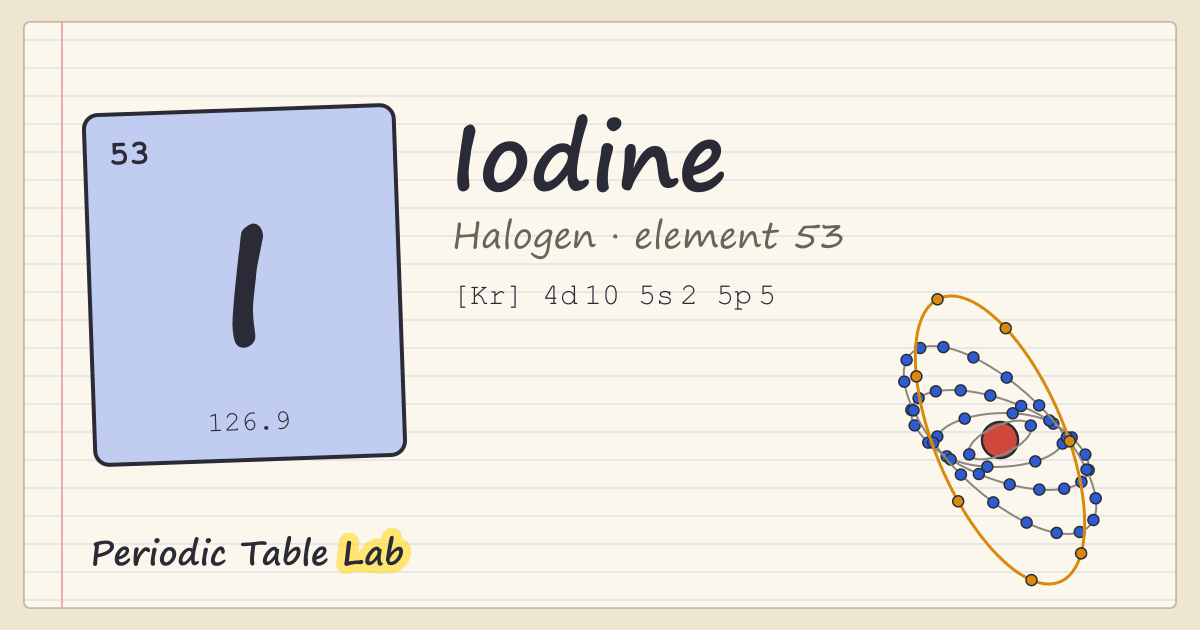 53
I
126.9
Iodine
Halogen · element 53
[Kr] 4d10 5s2 5p5
Periodic Table Lab